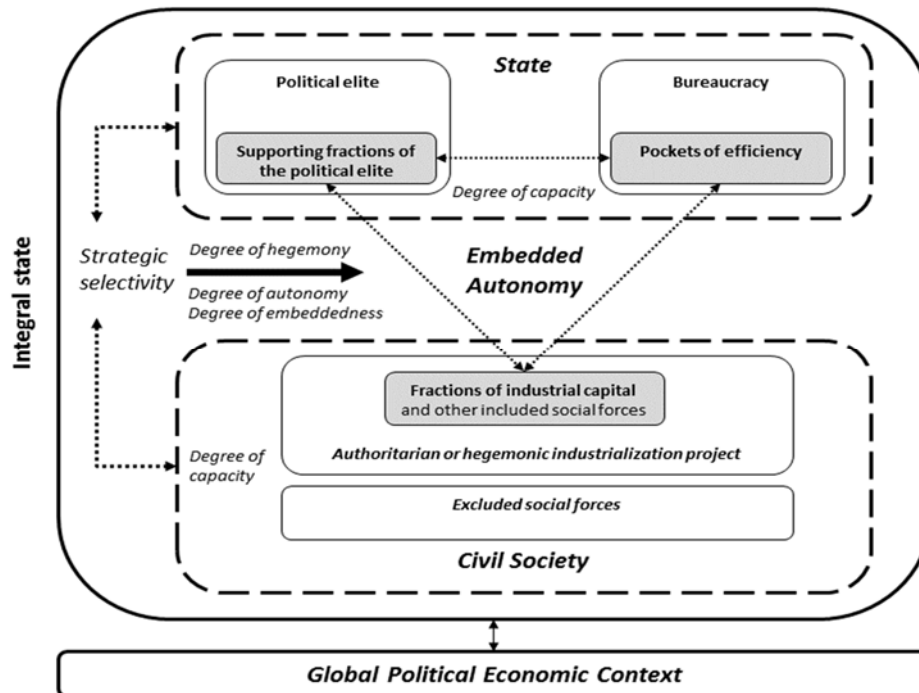 State
Political elite
Bureaucracy
Supporting fractions of
the political elite
Pockets of efficiency
Degree of capacity
Integral state
Strategic
selectivity
Degree of hegemony
Degree of autonomy
Degree of embeddedness
Embedded
Autonomy
Fractions of industrial capital
and other included social forces
Authoritarian or hegemonic industrialization project
Degree of
capacity
Excluded social forces
Civil Society
Global Political Economic Context